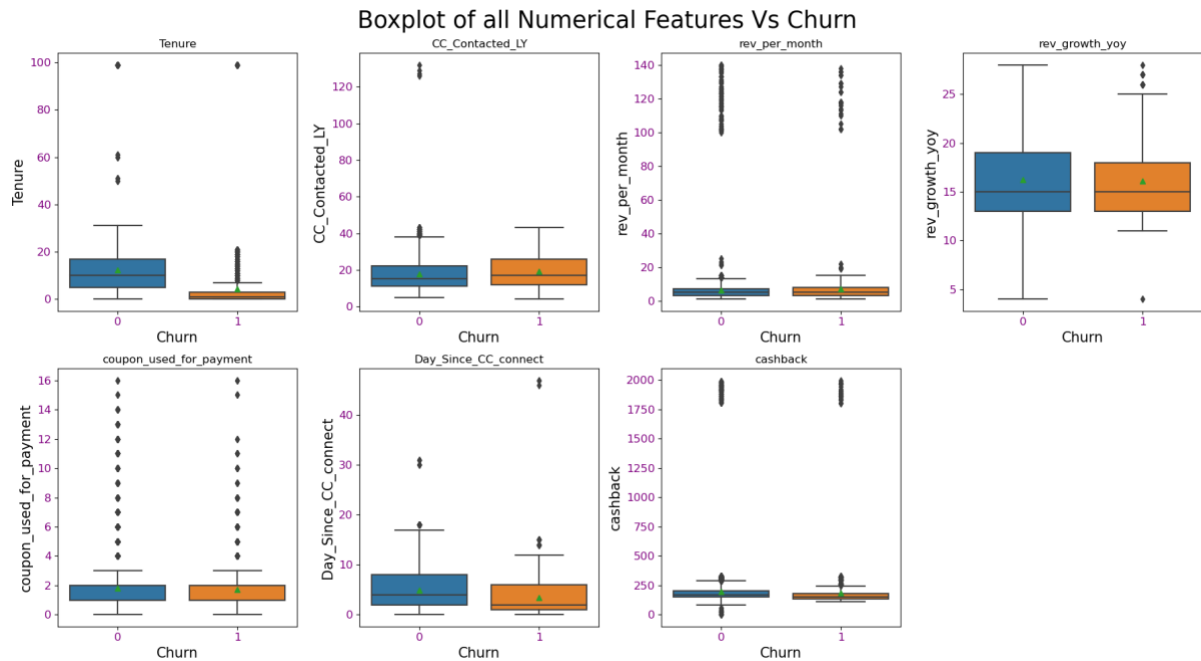 Boxplot of all Numerical Features Vs Churn
Tenure
CC_Contacted_LY
rev_per_month
rev_growth_yoy
100
80
60
40
20
0
Tenure
0 1
Churn
120
100
80
60
40
20
0
CC_Contacted_LY
0 1
Churn
140
120
100
80
60
40
20
0
rev_per_month
0 1
Churn
25
20
15
10
5
rev_growth_yoy
0 1
Churn
coupon_used_for_payment
Day_Since_CC_connect
cashback
16
14
12
10
8
6
4
2
0
coupon_used_for_payment
0 1
Churn
40
30
20
10
0
Day_Since_CC_connect
0 1
Churn
2000
1750
1500
1250
1000
750
500
250
0
cashback
0 1
Churn